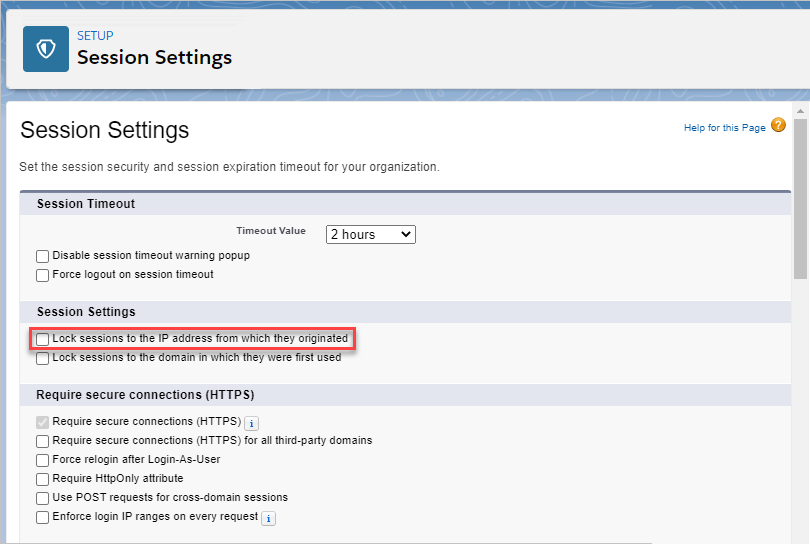 SETUP
Session Settings
Session Settings
Help for this Page ?
Set the session security and session expiration timeout for your organization.
Session Timeout
Timeout Value 2 hours
Disable session timeout warning popup
Force logout on session timeout
Session Settings
Lock sessions to the IP address from which they originated
Lock sessions to the domain in which they were first used
Require secure connections (HTTPS)
Require secure connections (HTTPS) i
Require secure connections (HTTPS) for all third-party domains
Force relogin after Login-As-User
Require HttpOnly attribute
Use POST requests for cross-domain sessions
Enforce login IP ranges on every request i